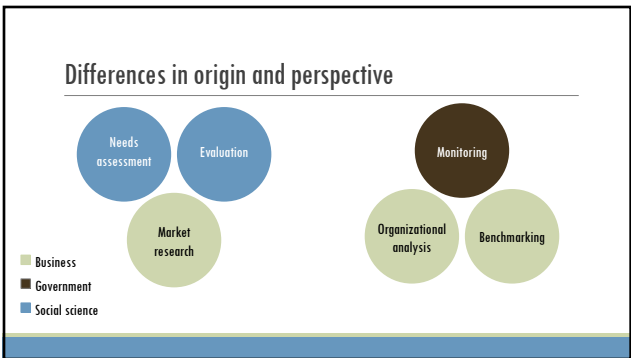 Differences in origin and perspective
Needs
assessment
Evaluation
Market
research
Monitoring
Organizational
analysis
Benchmarking
Business
Government
Social science